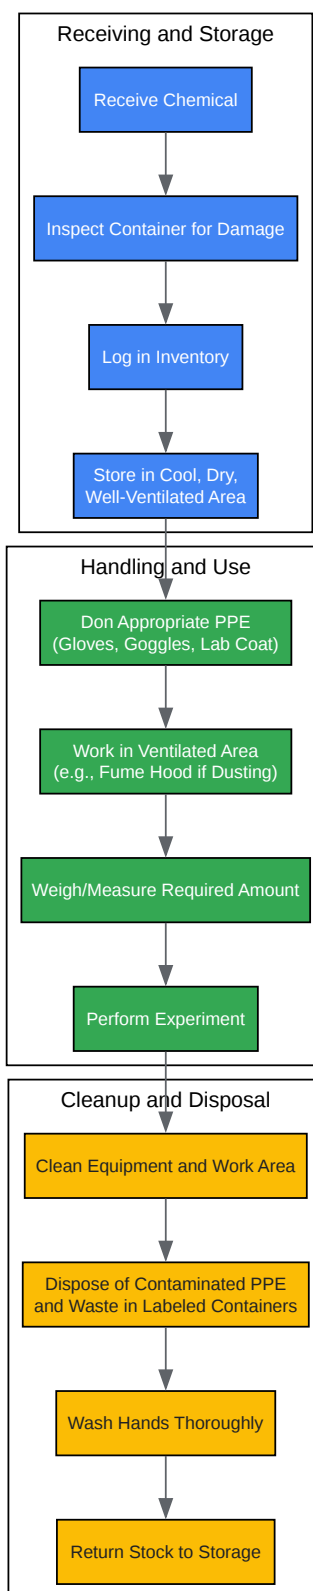 Receiving and Storage
Receive Chemical
Inspect Container for Damage
Log in Inventory
Store in Cool, Dry,
Well-Ventilated Area
Handling and Use
Don Appropriate PPE
(Gloves, Goggles, Lab Coat)
Work in Ventilated Area
(e.g., Fume Hood if Dusting)
Weigh/Measure Required Amount
Perform Experiment
Cleanup and Disposal
Clean Equipment and Work Area
Dispose of Contaminated PPE
and Waste in Labeled Containers
Wash Hands Thoroughly
Return Stock to Storage